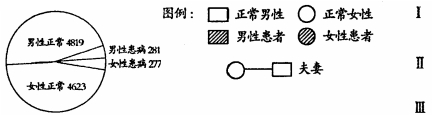 男性正常 4819
男性患病 281
女性患病 277
女性正常 4623
图例: 正常男性 正常女性
男性患者 女性患者
夫妻
I
II
III